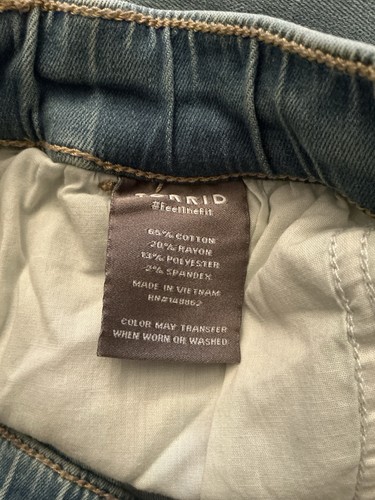 TORRID
#FeelTheFit
65% COTTON
20% RAYON
13% POLYESTER
2% SPANDEX
MADE IN VIETNAM
RN#148862
COLOR MAY TRANSFER
WHEN WORN OR WASHED